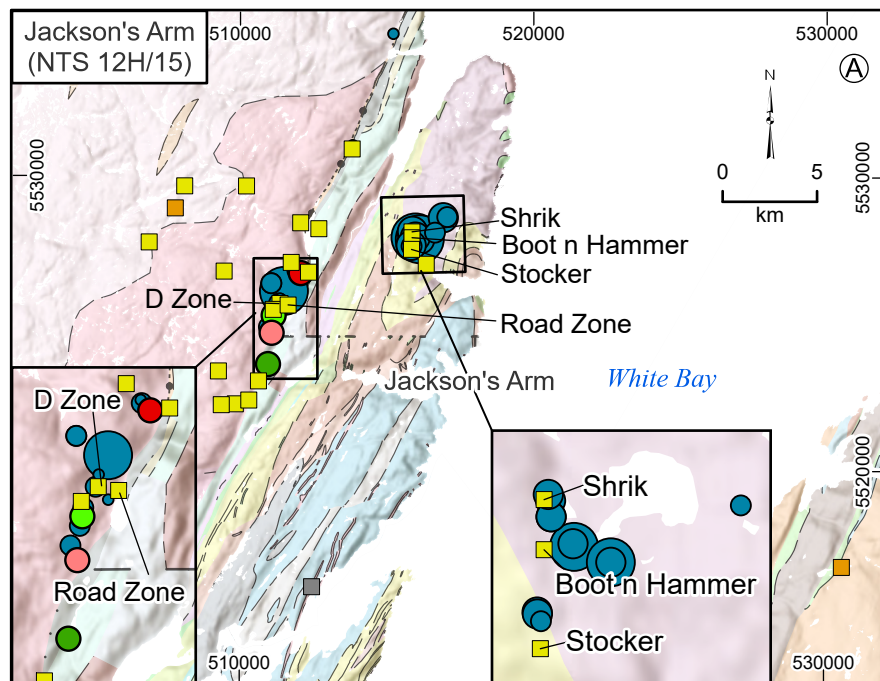 Jackson's Arm
(NTS 12H/15)
510000
520000
530000
A
N
0
5
km
5530000
5530000
Shrik
Boot n Hammer
Stocker
D Zone
Road Zone
Jackson's Arm
White Bay
D Zone
Road Zone
Shrik
Boot n Hammer
Stocker
5520000
510000
530000